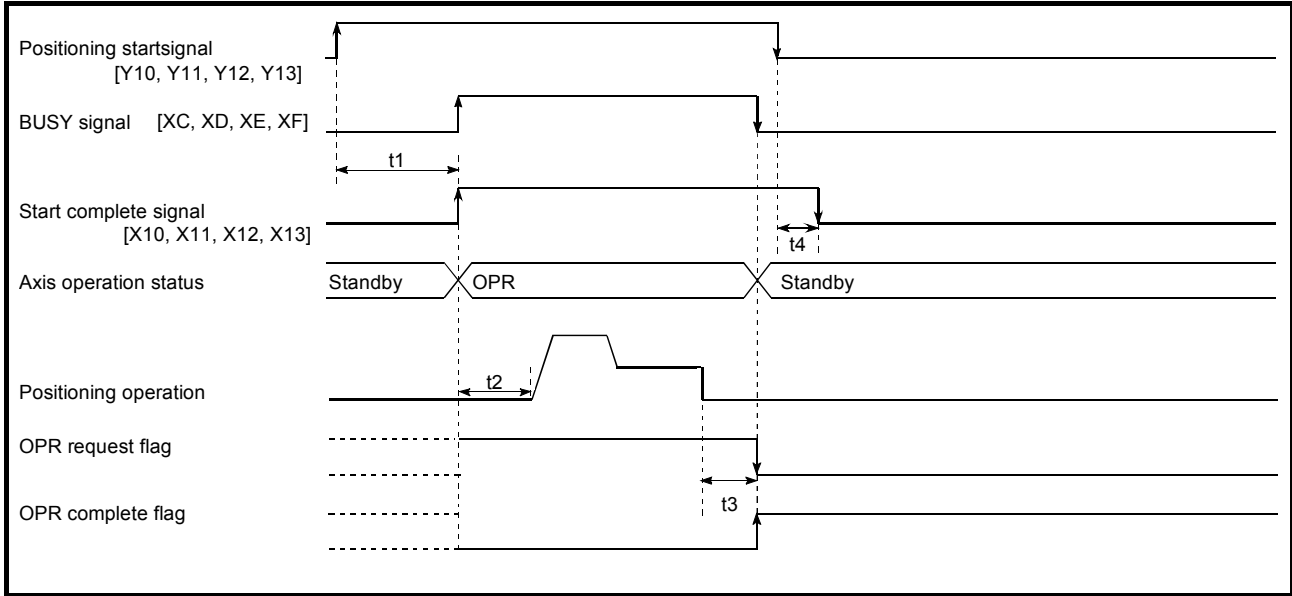 Positioning startsignal
[Y10, Y11, Y12, Y13]
BUSY signal [XC, XD, XE, XF]
t1
Start complete signal
[X10, X11, X12, X13]
t4
Axis operation status
Standby
OPR
Standby
t2
Positioning operation
OPR request flag
t3
OPR complete flag